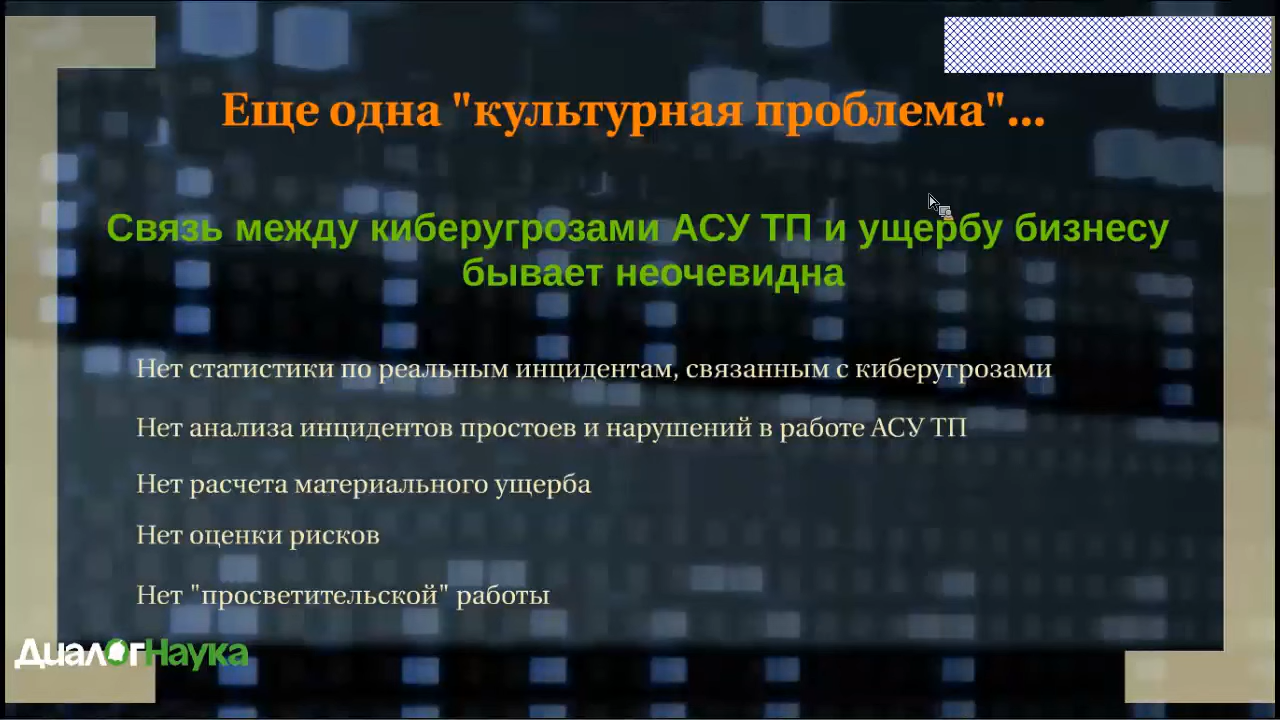 Еще одна "культурная проблема"...
Связь между киберугрозами АСУ ТП и ущербу бизнесу
бывает неочевидна
Нет статистики по реальным инцидентам, связанным с киберугрозами
Нет анализа инцидентов простоев и нарушений в работе АСУ ТП
Нет расчета материального ущерба
Нет оценки рисков
Нет "просветительской" работы
ДиалогНаука